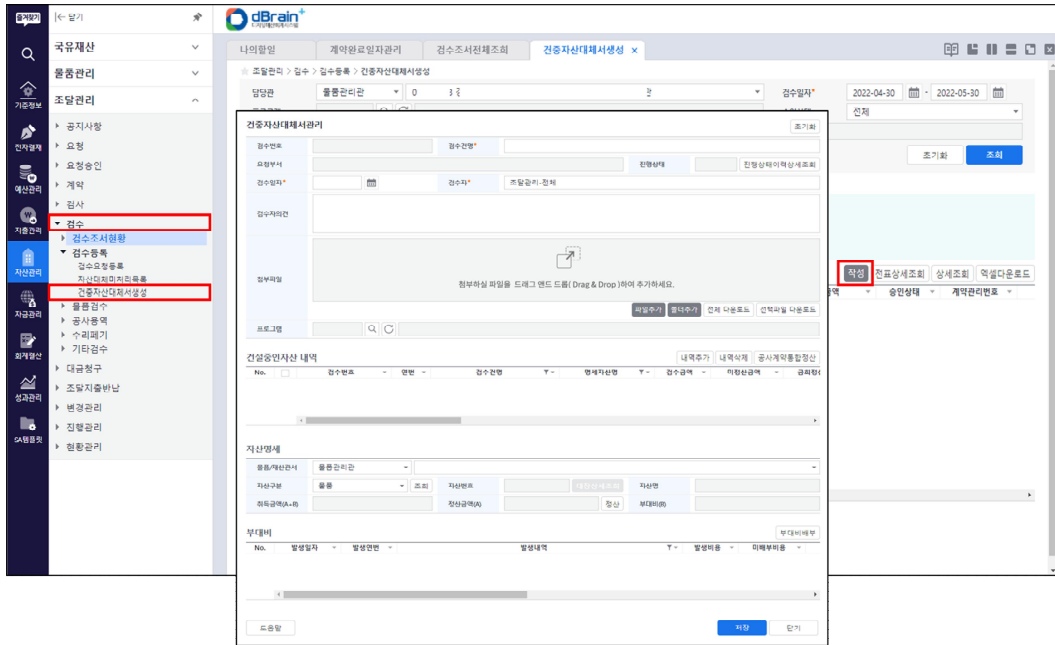 즐겨찾기
닫기
dBrain+
디지털예산회계시스템
국유재산
물품관리
조달관리
공지사항
요청
요청승인
계약
검사
검수
검수조서현황
검수등록
검수요청등록
자산대체미처리목록
건중자산대체서생성
물품검수
공사용역
수리폐기
기타검수
대금청구
조달지출반납
변경관리
진행관리
현황관리
기준정보
전자결재
예산관리
지출관리
자산관리
자금관리
회계결산
성과관리
SA템플릿
나의할일
계약완료일자관리
검수조서전체조회
건중자산대체서생성
조달관리 > 검수 > 검수등록 > 건중자산대체서생성
담당관
물품관리관
0
검수일자*
2022-04-30 - 2022-05-30
전체
초기화
조회
작성
전표상세조회
상세조회
엑셀다운로드
승인상태
계약관리번호
건중자산대체서관리
초기화
검수번호
검수건명*
요청부서
진행상태
진행상태이력상세조회
검수일자*
검수자*
조달관리-전체
검수자의견
첨부파일
첨부하실 파일을 드래그 앤드 드롭( Drag & Drop )하여 추가하세요.
파일추가
폴더추가
전체 다운로드
선택파일 다운로드
프로그램
건설중인자산 내역
내역추가
내역삭제
공사계약통합정산
No.
검수번호
연번
검수건명
명세자산명
검수금액
미정산금액
자산명세
물품/재산관서
물품관리관
자산구분
물품
조회
자산번호
자산명
취득금액(A+B)
정산금액(A)
정산
부대비(B)
부대비
부대비배부
No.
발생일자
발생연번
발생내역
발생비용
미배부비용
도움말
저장
닫기